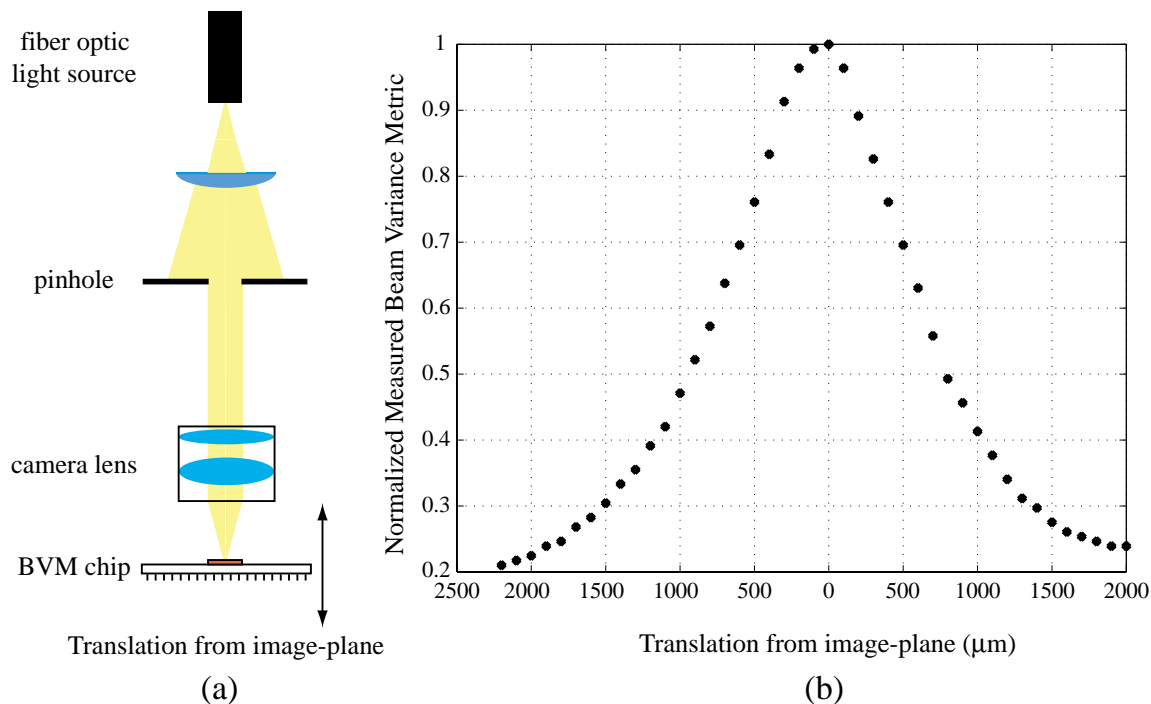 fiber optic
light source
pinhole
camera lens
BVM chip
Translation from image-plane
(a)
Normalized Measured Beam Variance Metric
1
0.9
0.8
0.7
0.6
0.5
0.4
0.3
0.2
2500 2000 1500 1000 500 0 500 1000 1500 2000
Translation from image-plane (μm)
(b)